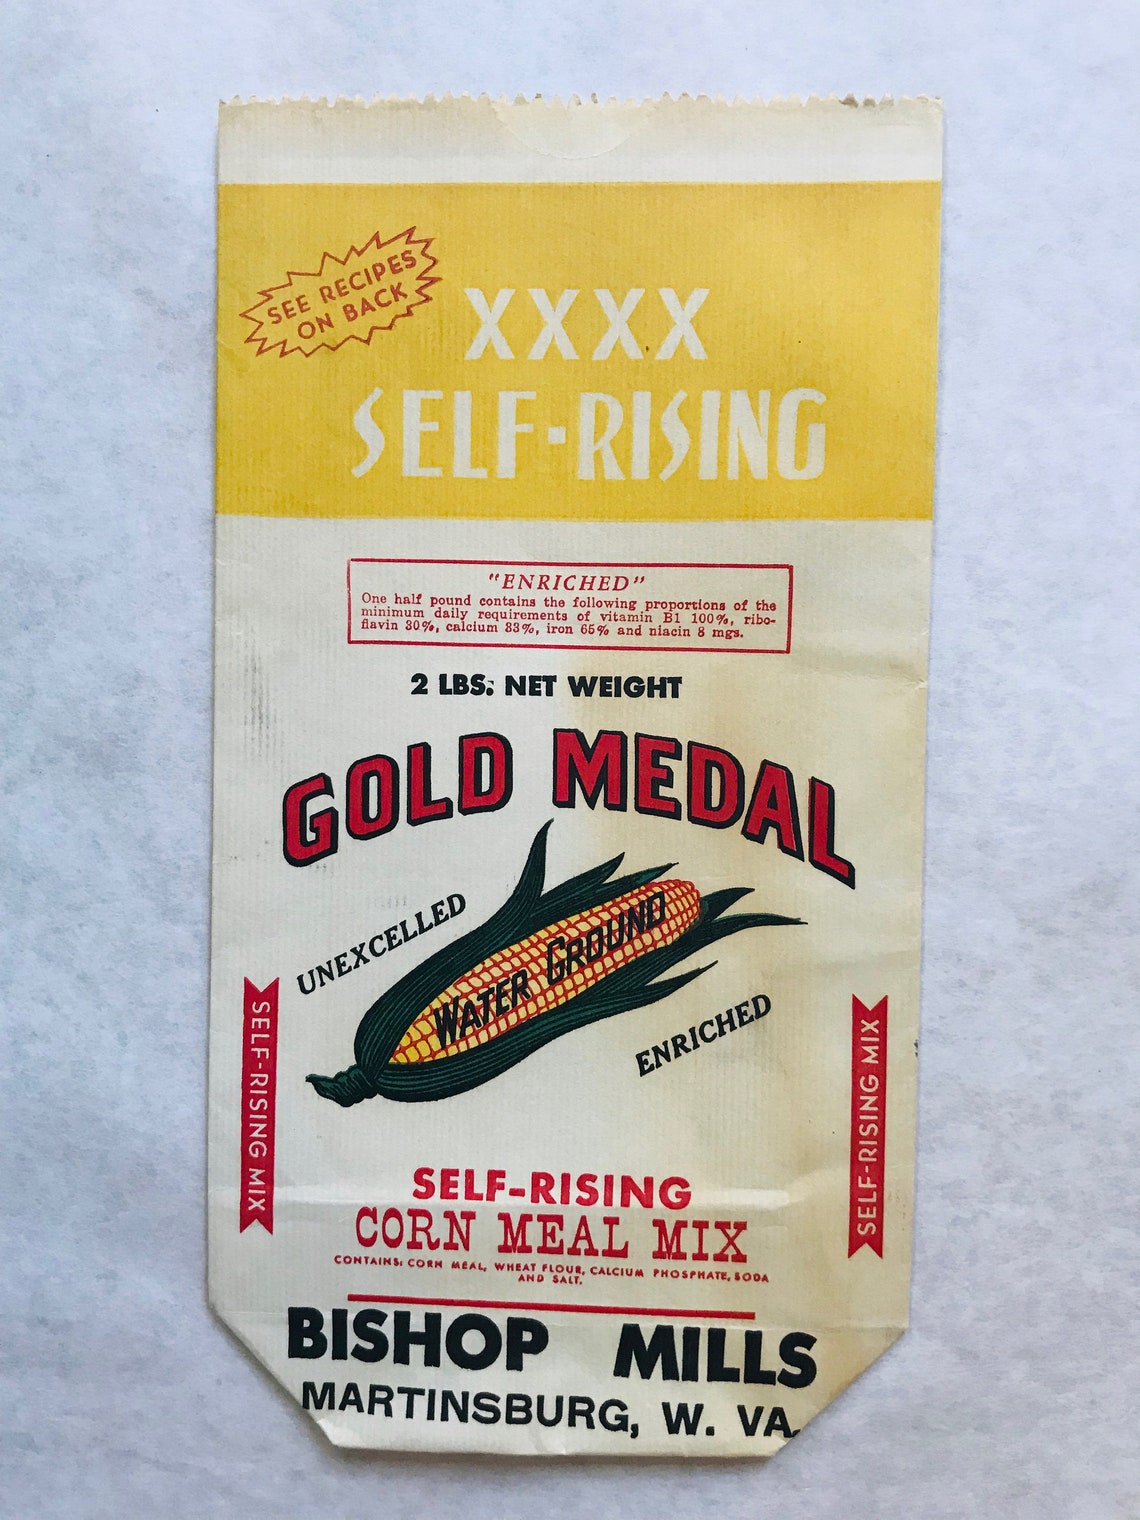 SEE RECIPES
ON BACK
XXXX
SELF-RISING
"ENRICHED"
One half pound contains the following proportions of the
minimum daily requirements of vitamin B1 100%, ribo-
flavin 30%, calcium 83%, iron 65% and niacin 8 mgs.
2 LBS. NET WEIGHT
GOLD MEDAL
UNEXCELLED
WATER GROUND
ENRICHED
SELF-RISING MIX
SELF-RISING MIX
SELF-RISING
CORN MEAL MIX
CONTAINS: CORN MEAL, WHEAT FLOUR, CALCIUM PHOSPHATE, SODA
AND SALT.
BISHOP MILLS
MARTINSBURG, W. VA.